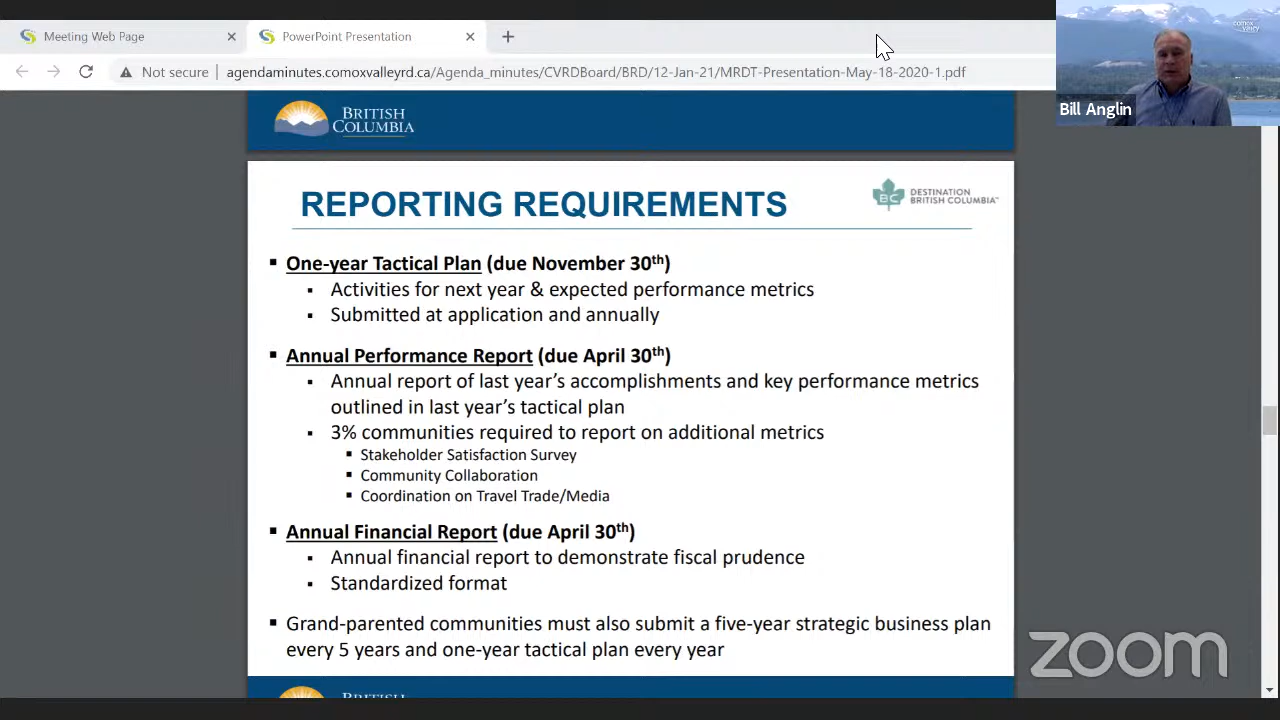 Meeting Web Page
PowerPoint Presentation
Not secure
agendaminutes.comoxvalleyrd.ca/Agenda_minutes/CVRDBoard/BRD/12-Jan-21/MRDT-Presentation-May-18-2020-1.pdf
comox valley
Bill Anglin
BRITISH
COLUMBIA
REPORTING REQUIREMENTS
BC
DESTINATION
BRITISH COLUMBIA™
▪ One-year Tactical Plan (due November 30th)
▪ Activities for next year & expected performance metrics
▪ Submitted at application and annually
▪ Annual Performance Report (due April 30th)
▪ Annual report of last year's accomplishments and key performance metrics
outlined in last year's tactical plan
▪ 3% communities required to report on additional metrics
▪ Stakeholder Satisfaction Survey
▪ Community Collaboration
▪ Coordination on Travel Trade/Media
▪ Annual Financial Report (due April 30th)
▪ Annual financial report to demonstrate fiscal prudence
▪ Standardized format
▪ Grand-parented communities must also submit a five-year strategic business plan
every 5 years and one-year tactical plan every year
zoom
BRITISH